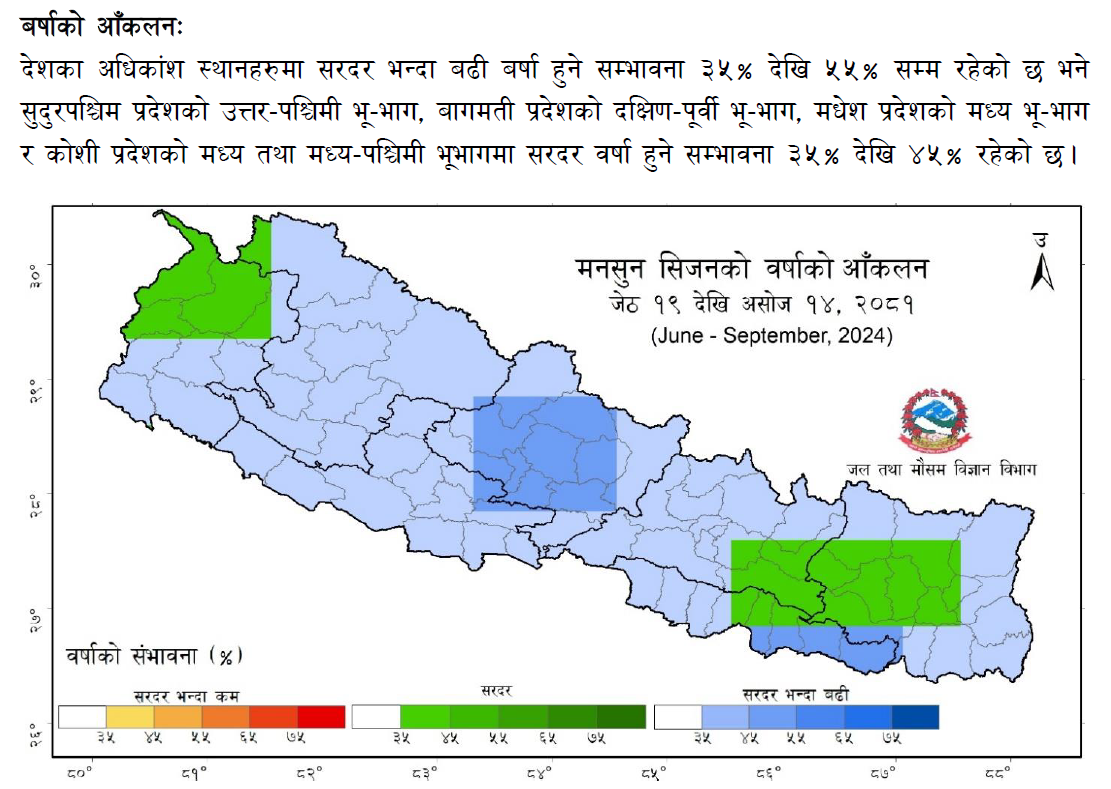 बर्षाको आँकलनः
देशका अधिकांश स्थानहरुमा सरदर भन्दा बढी बर्षा हुने सम्भावना ३५% देखि ५५% सम्म रहेको छ भने
सुदुरपश्चिम प्रदेशको उत्तर-पश्चिमी भू-भाग, बागमती प्रदेशको दक्षिण-पूर्वी भू-भाग, मधेश प्रदेशको मध्य भू-भाग
र कोशी प्रदेशको मध्य तथा मध्य-पश्चिमी भूभागमा सरदर वर्षा हुने सम्भावना ३५% देखि ४५% रहेको छ।
मनसुन सिजनको वर्षाको आँकलन
जेठ १९ देखि असोज १४, २०८१
(June - September, 2024)
उ
३०°
२९°
२८°
२७°
२६°
जल तथा मौसम विज्ञान विभाग
वर्षाको संभावना (%)
सरदर भन्दा कम
३५ ४५ ५५ ६५ ७५
सरदर
३५ ४५ ५५ ६५ ७५
सरदर भन्दा बढी
३५ ४५ ५५ ६५ ७५
८०° ८१° ८२° ८३° ८४° ८५° ८६° ८७° ८८°